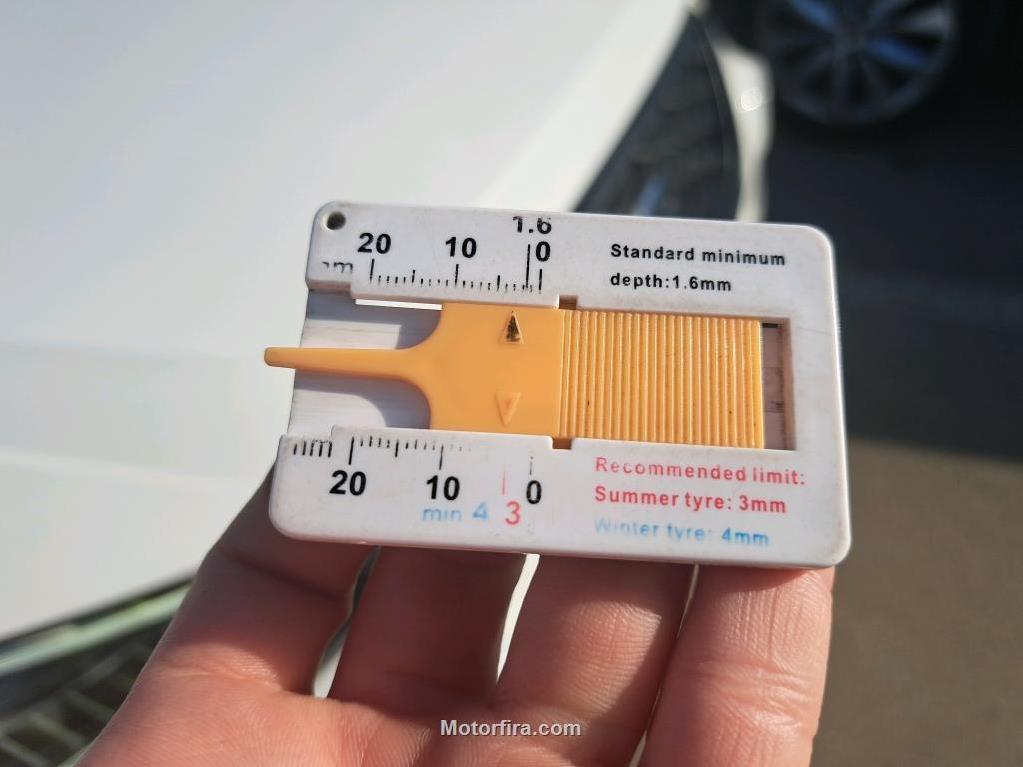 1.6
20 10 0
Standard minimum
depth:1.6mm
mm
20 10 0
min 4 3
Recommended limit:
Summer tyre: 3mm
Winter tyre: 4mm
Motorfira.com